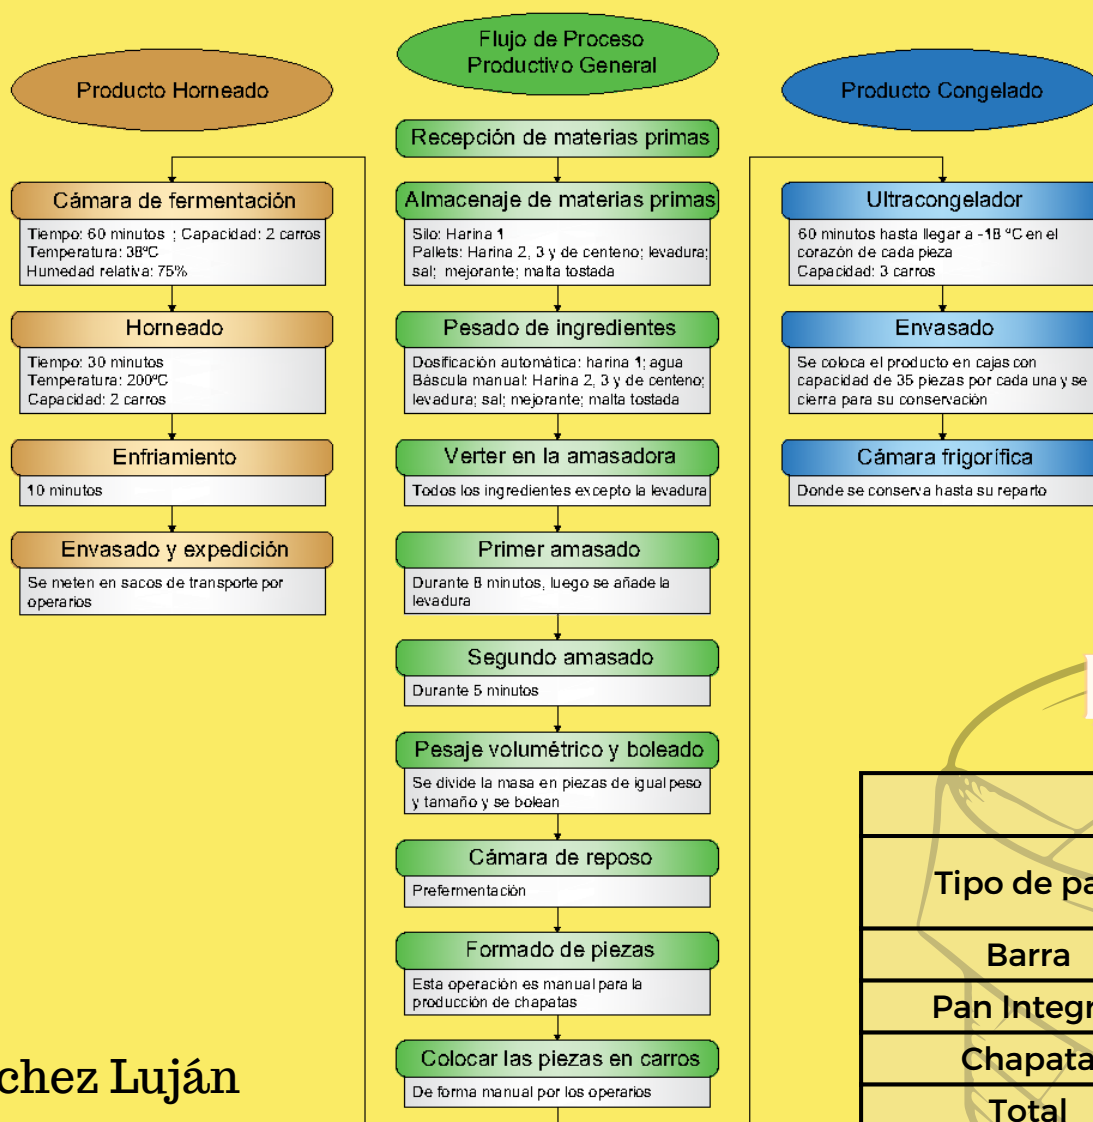 Producto Horneado
Cámara de fermentación
Tiempo: 60 minutos ; Capacidad: 2 carros
Temperatura: 38ºC
Humedad relativa: 75%
Horneado
Tiempo: 30 minutos
Temperatura: 200ºC
Capacidad: 2 carros
Enfriamiento
10 minutos
Envasado y expedición
Se meten en sacos de transporte por
operarios
Flujo de Proceso
Productivo General
Recepción de materias primas
Almacenaje de materias primas
Silo: Harina 1
Pallets: Harina 2, 3 y de centeno; levadura;
sal; mejorante; malta tostada
Pesado de ingredientes
Dosificación automática: harina 1; agua
Báscula manual: Harina 2, 3 y de centeno;
levadura; sal; mejorante; malta tostada
Verter en la amasadora
Todos los ingredientes excepto la levadura
Primer amasado
Durante 8 minutos, luego se añade la
levadura
Segundo amasado
Durante 5 minutos
Pesaje volumétrico y boleado
Se divide la masa en piezas de igual peso
y tamaño y se bolean
Cámara de reposo
Prefermentación
Formado de piezas
Esta operación es manual para la
producción de chapatas
Colocar las piezas en carros
De forma manual por los operarios
Producto Congelado
Ultracongelador
60 minutos hasta llegar a -18 ºC en el
corazón de cada pieza
Capacidad: 3 carros
Envasado
Se coloca el producto en cajas con
capacidad de 35 piezas por cada una y se
cierra para su conservación
Cámara frigorífica
Donde se conserva hasta su reparto
chez Luján
Tipo de pa
Barra
Pan Integr
Chapata
Total